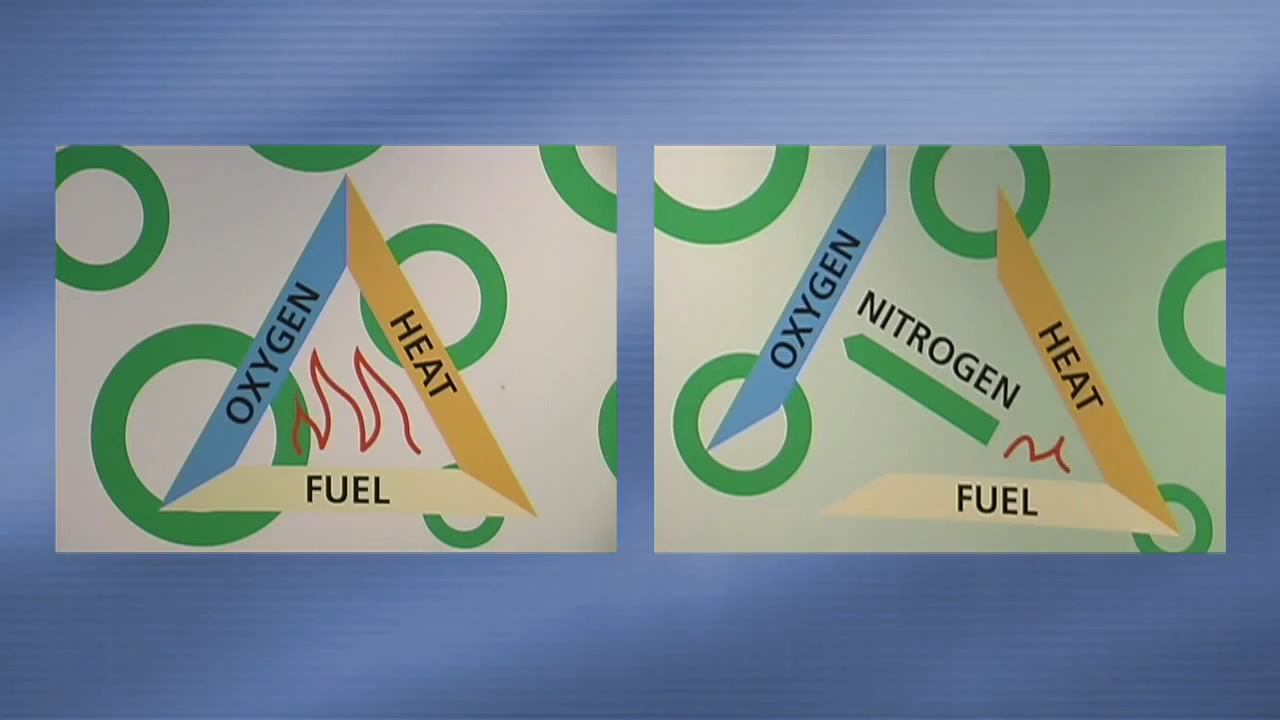 OXYGEN
HEAT
FUEL
OXYGEN
NITROGEN
HEAT
FUEL